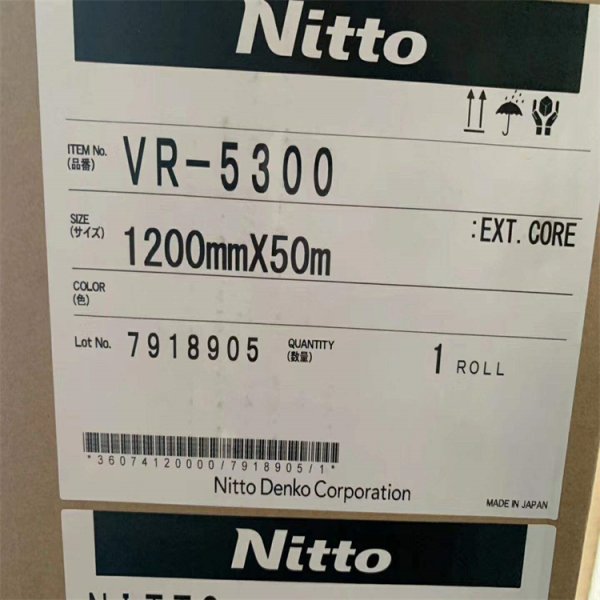 Nitto
ITEM No.
(品番)
VR-5300
SIZE
(サイズ)
1200mmX50m
:EXT. CORE
COLOR
(色)
Lot No.
7918905
QUANTITY
(数量)
1 ROLL
*36074120000/7918905/1*
Nitto Denko Corporation
MADE IN JAPAN
Nitto